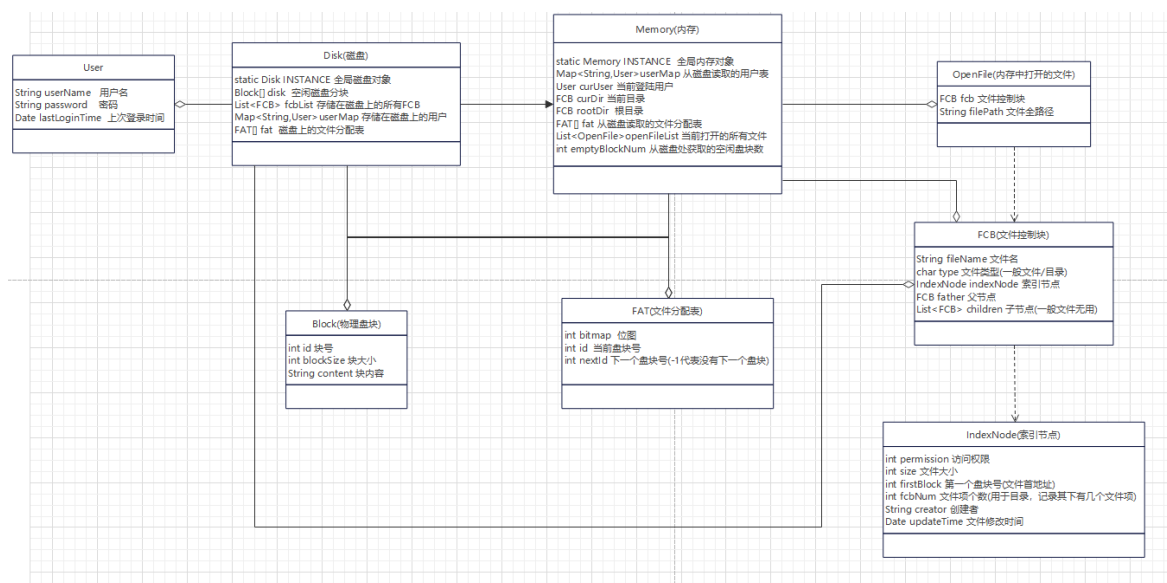 User
String userName 用户名
String password 密码
Date lastLoginTime 上次登录时间
Disk(磁盘)
static Disk INSTANCE 全局磁盘对象
Block[] disk 空闲磁盘分块
List<FCB> fcbList 存储在磁盘上的所有FCB
Map<String,User> userMap 存储在磁盘上的用户
FAT[] fat 磁盘上的文件分配表
Memory(内存)
static Memory INSTANCE 全局内存对象
Map<String,User>userMap 从磁盘读取的用户表
User curUser 当前登陆用户
FCB curDir 当前目录
FCB rootDir 根目录
FAT[] fat 从磁盘读取的文件分配表
List<OpenFile>openFileList 当前打开的所有文件
int emptyBlockNum 从磁盘处获取的空闲盘块数
OpenFile(内存中打开的文件)
FCB fcb 文件控制块
String filePath 文件全路径
FCB(文件控制块)
String fileName 文件名
char type 文件类型(一般文件/目录)
IndexNode indexNode 索引节点
FCB father 父节点
List<FCB> children 子节点(一般文件无用)
Block(物理盘块)
int id 块号
int blockSize 块大小
String content 块内容
FAT(文件分配表)
int bitmap 位图
int id 当前盘块号
int nextId 下一个盘块号(-1代表没有下一个盘块)
IndexNode(索引节点)
int permission 访问权限
int size 文件大小
int firstBlock 第一个盘块号(文件首地址)
int fcbNum 文件项个数(用于目录，记录其下有几个文件项)
String creator 创建者
Date updateTime 文件修改时间